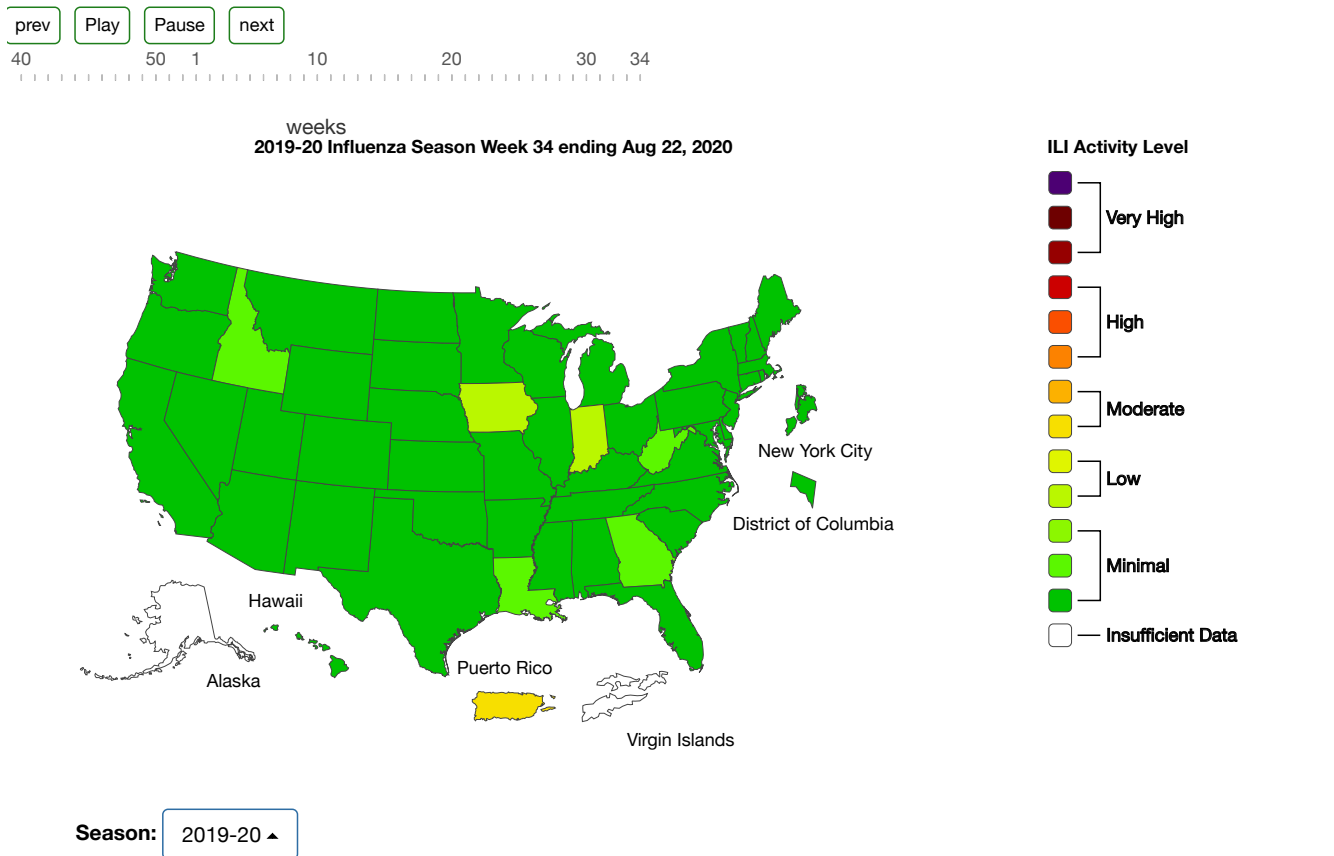 prev Play Pause next
40 50 1 10 20 30 34
weeks
2019-20 Influenza Season Week 34 ending Aug 22, 2020
ILI Activity Level
Very High
High
Moderate
Low
Minimal
Insufficient Data
New York City
District of Columbia
Hawaii
Alaska
Puerto Rico
Virgin Islands
Season: 2019-20